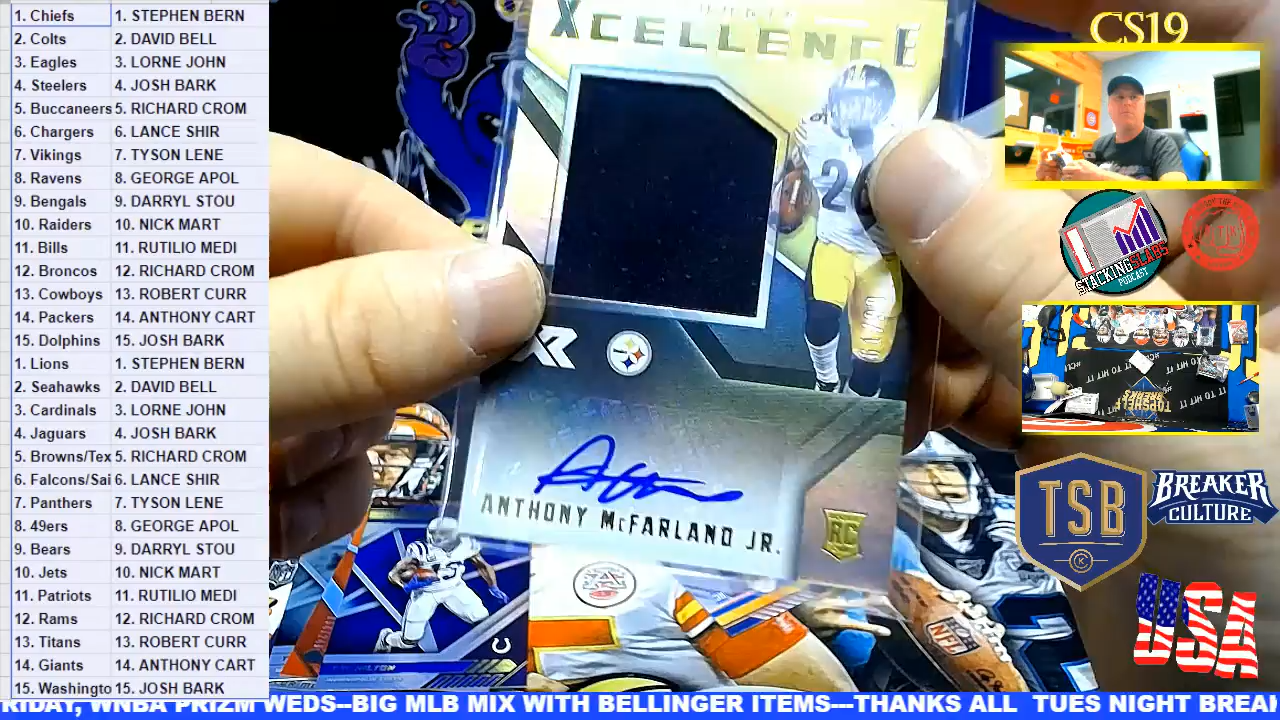 1. Chiefs 1. STEPHEN BERN
2. Colts 2. DAVID BELL
3. Eagles 3. LORNE JOHN
4. Steelers 4. JOSH BARK
5. Buccaneers 5. RICHARD CROM
6. Chargers 6. LANCE SHIR
7. Vikings 7. TYSON LENE
8. Ravens 8. GEORGE APOL
9. Bengals 9. DARRYL STOU
10. Raiders 10. NICK MART
11. Bills 11. RUTILIO MEDI
12. Broncos 12. RICHARD CROM
13. Cowboys 13. ROBERT CURR
14. Packers 14. ANTHONY CART
15. Dolphins 15. JOSH BARK
1. Lions 1. STEPHEN BERN
2. Seahawks 2. DAVID BELL
3. Cardinals 3. LORNE JOHN
4. Jaguars 4. JOSH BARK
5. Browns/Tex 5. RICHARD CROM
6. Falcons/Sai 6. LANCE SHIR
7. Panthers 7. TYSON LENE
8. 49ers 8. GEORGE APOL
9. Bears 9. DARRYL STOU
10. Jets 10. NICK MART
11. Patriots 11. RUTILIO MEDI
12. Rams 12. RICHARD CROM
13. Titans 13. ROBERT CURR
14. Giants 14. ANTHONY CART
15. Washingto 15. JOSH BARK
XCELLENCE
XR
ANTHONY McFARLAND JR.
RC
NFL
CS19
STACKING SLABS
PODCAST
TOPSHELF
BREAKS
TSB
K
BREAKER
CULTURE
USA
RIDAY, WNBA PRIZM WEDS--BIG MLB MIX WITH BELLINGER ITEMS---THANKS ALL TUES NIGHT BREA